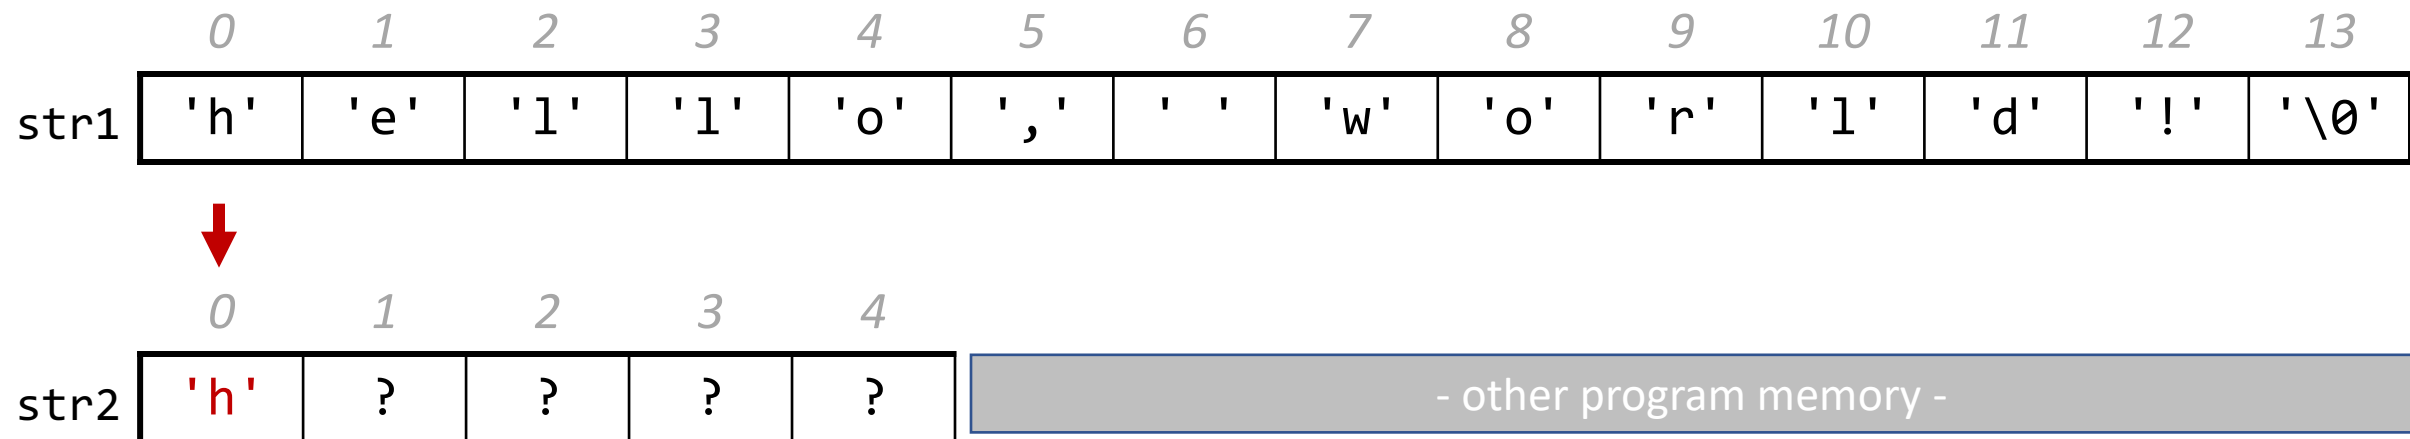 0 1 2 3 4 5 6 7 8 9 10 11 12 13
str1 'h' 'e' 'l' 'l' 'o' ',' ' ' 'w' 'o' 'r' 'l' 'd' '!' '\0'
0 1 2 3 4
str2 'h' ? ? ? ? - other program memory -